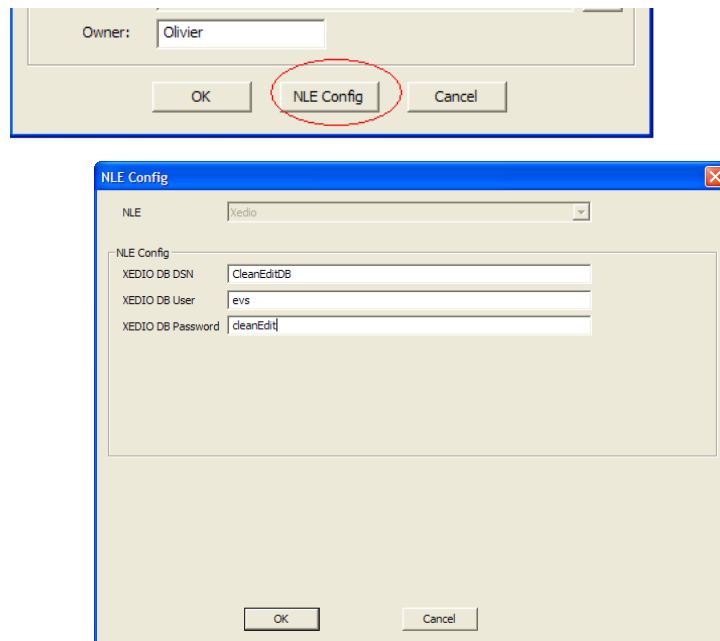 Owner: Olivier
OK NLE Config Cancel
NLE Config
NLE Xedio
NLE Config
XEDIO DB DSN CleanEditDB
XEDIO DB User evs
XEDIO DB Password cleanEdit
OK Cancel